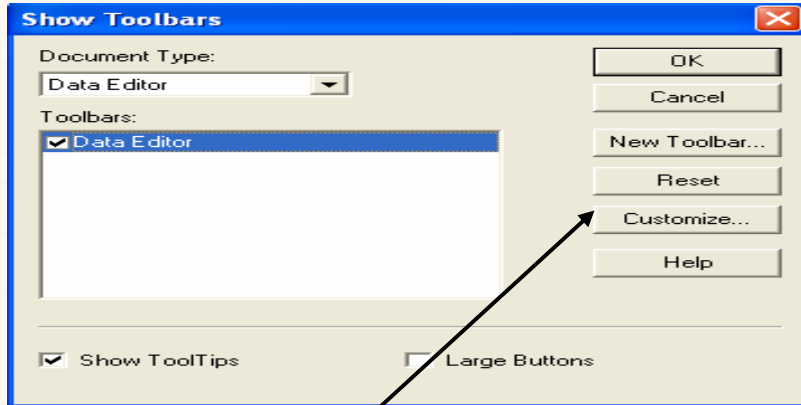 Show Toolbars
Document Type:
Data Editor
Toolbars:
Data Editor
OK
Cancel
New Toolbar...
Reset
Customize...
Help
Show ToolTips
Large Buttons